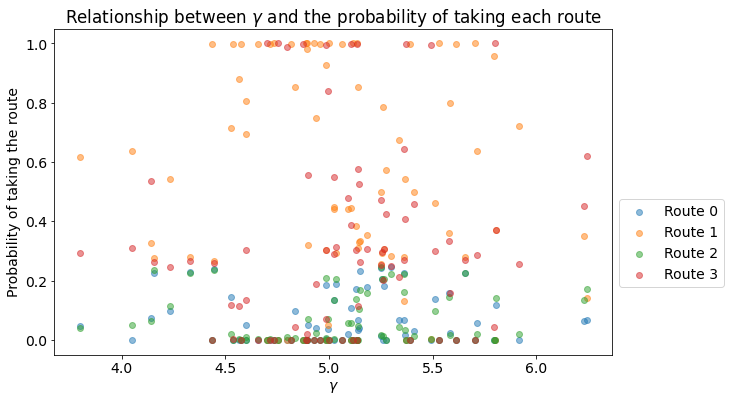 Relationship between γ and the probability of taking each route
Probability of taking the route
1.0
0.8
0.6
0.4
0.2
0.0
4.0 4.5 5.0 5.5 6.0
γ
Route 0
Route 1
Route 2
Route 3